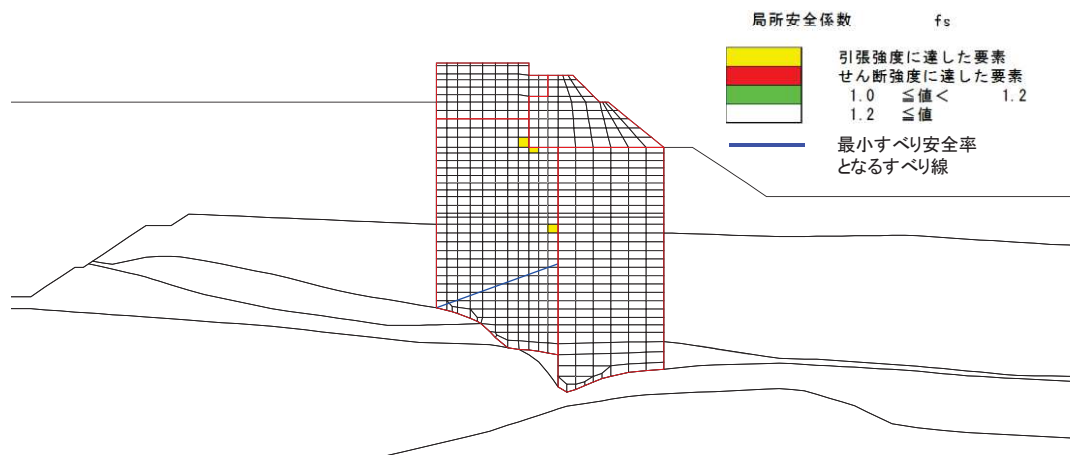 局所安全係数 fs
引張強度に達した要素
せん断強度に達した要素
1.0 ≦値< 1.2
1.2 ≦値
最小すべり安全率
となるすべり線